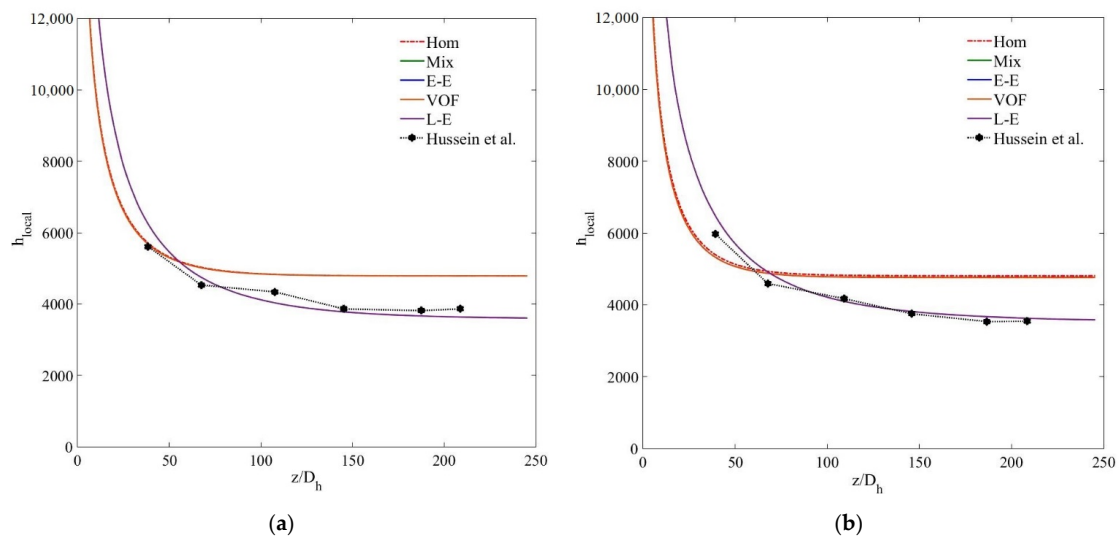 12,000
10,000
8000
6000
4000
2000
0
h_local
0 50 100 150 200 250
z/D_h
Hom
Mix
E-E
VOF
L-E
Hussein et al.
(a)
12,000
10,000
8000
6000
4000
2000
0
h_local
0 50 100 150 200 250
z/D_h
Hom
Mix
E-E
VOF
L-E
Hussein et al.
(b)